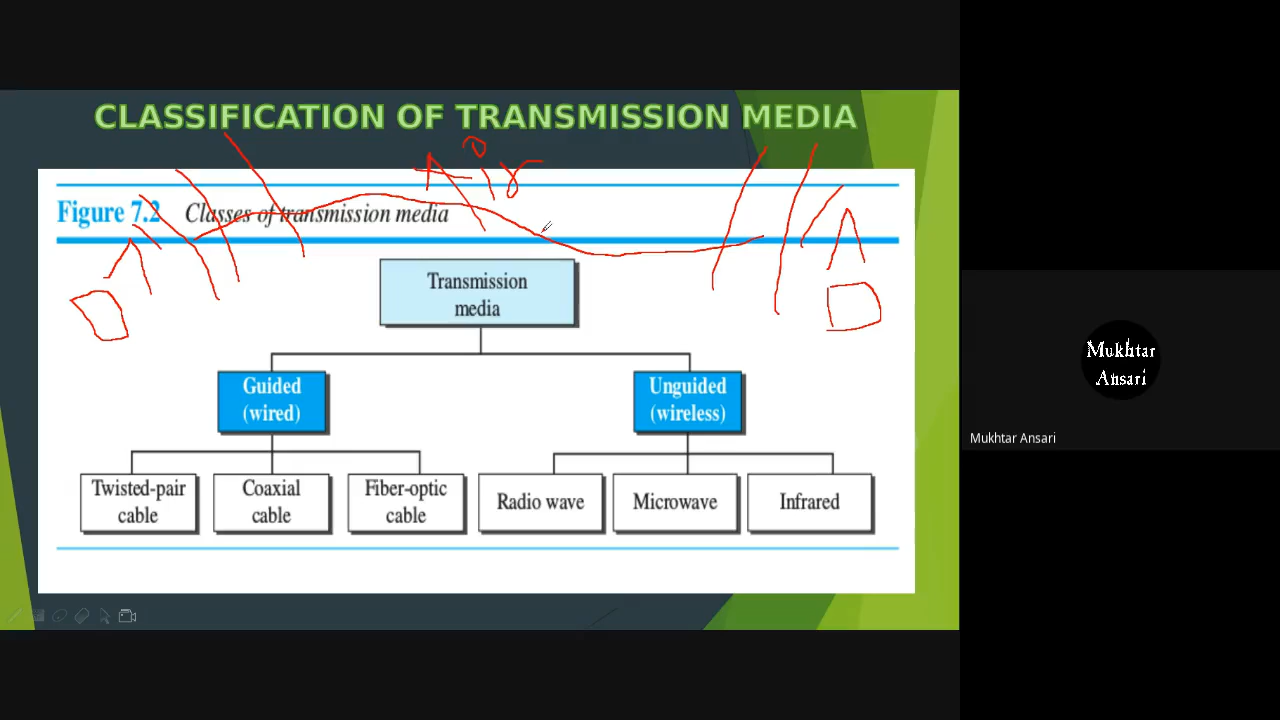 CLASSIFICATION OF TRANSMISSION MEDIA
Air
Figure 7.2 Classes of transmission media
Transmission
media
Guided
(wired)
Unguided
(wireless)
Twisted-pair
cable
Coaxial
cable
Fiber-optic
cable
Radio wave
Microwave
Infrared
Mukhtar
Ansari
Mukhtar Ansari